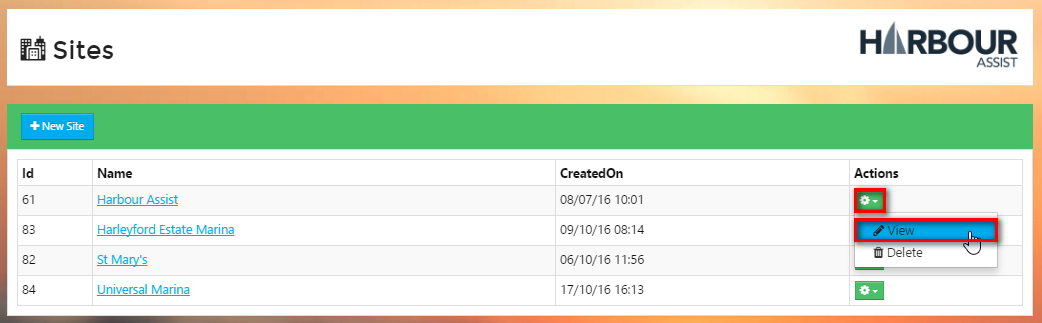 Sites
HARBOUR
ASSIST
New Site
Id Name CreatedOn Actions
61 Harbour Assist 08/07/16 10:01
83 Harleyford Estate Marina 09/10/16 08:14 View
82 St Mary's 06/10/16 11:56 Delete
84 Universal Marina 17/10/16 16:13